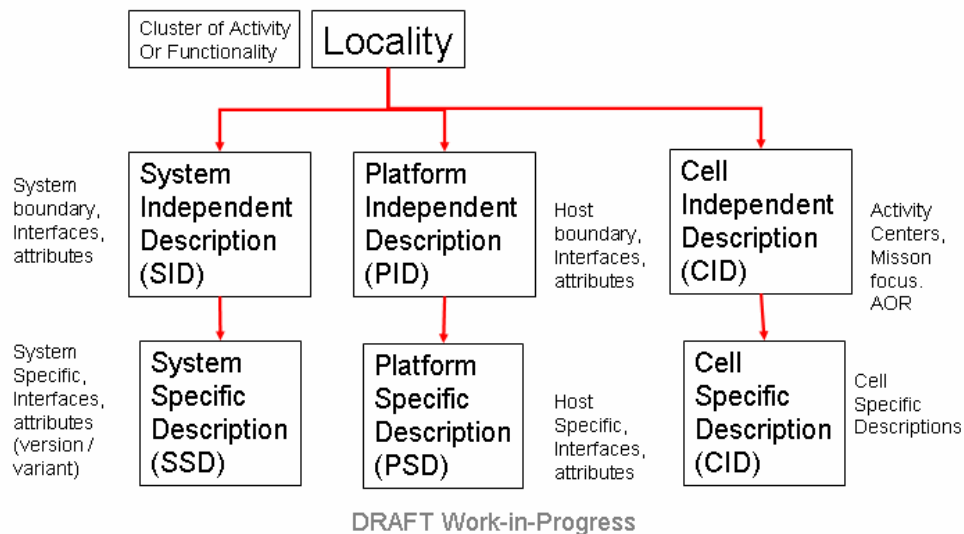 Cluster of Activity
Or Functionality
Locality
System
boundary,
Interfaces,
attributes
System
Independent
Description
(SID)
Platform
Independent
Description
(PID)
Host
boundary,
Interfaces,
attributes
Cell
Independent
Description
(CID)
Activity
Centers,
Misson
focus.
AOR
System
Specific,
Interfaces,
attributes
(version /
variant)
System
Specific
Description
(SSD)
Platform
Specific
Description
(PSD)
Host
Specific,
Interfaces,
attributes
Cell
Specific
Description
(CID)
Cell
Specific
Descriptions
DRAFT Work-in-Progress